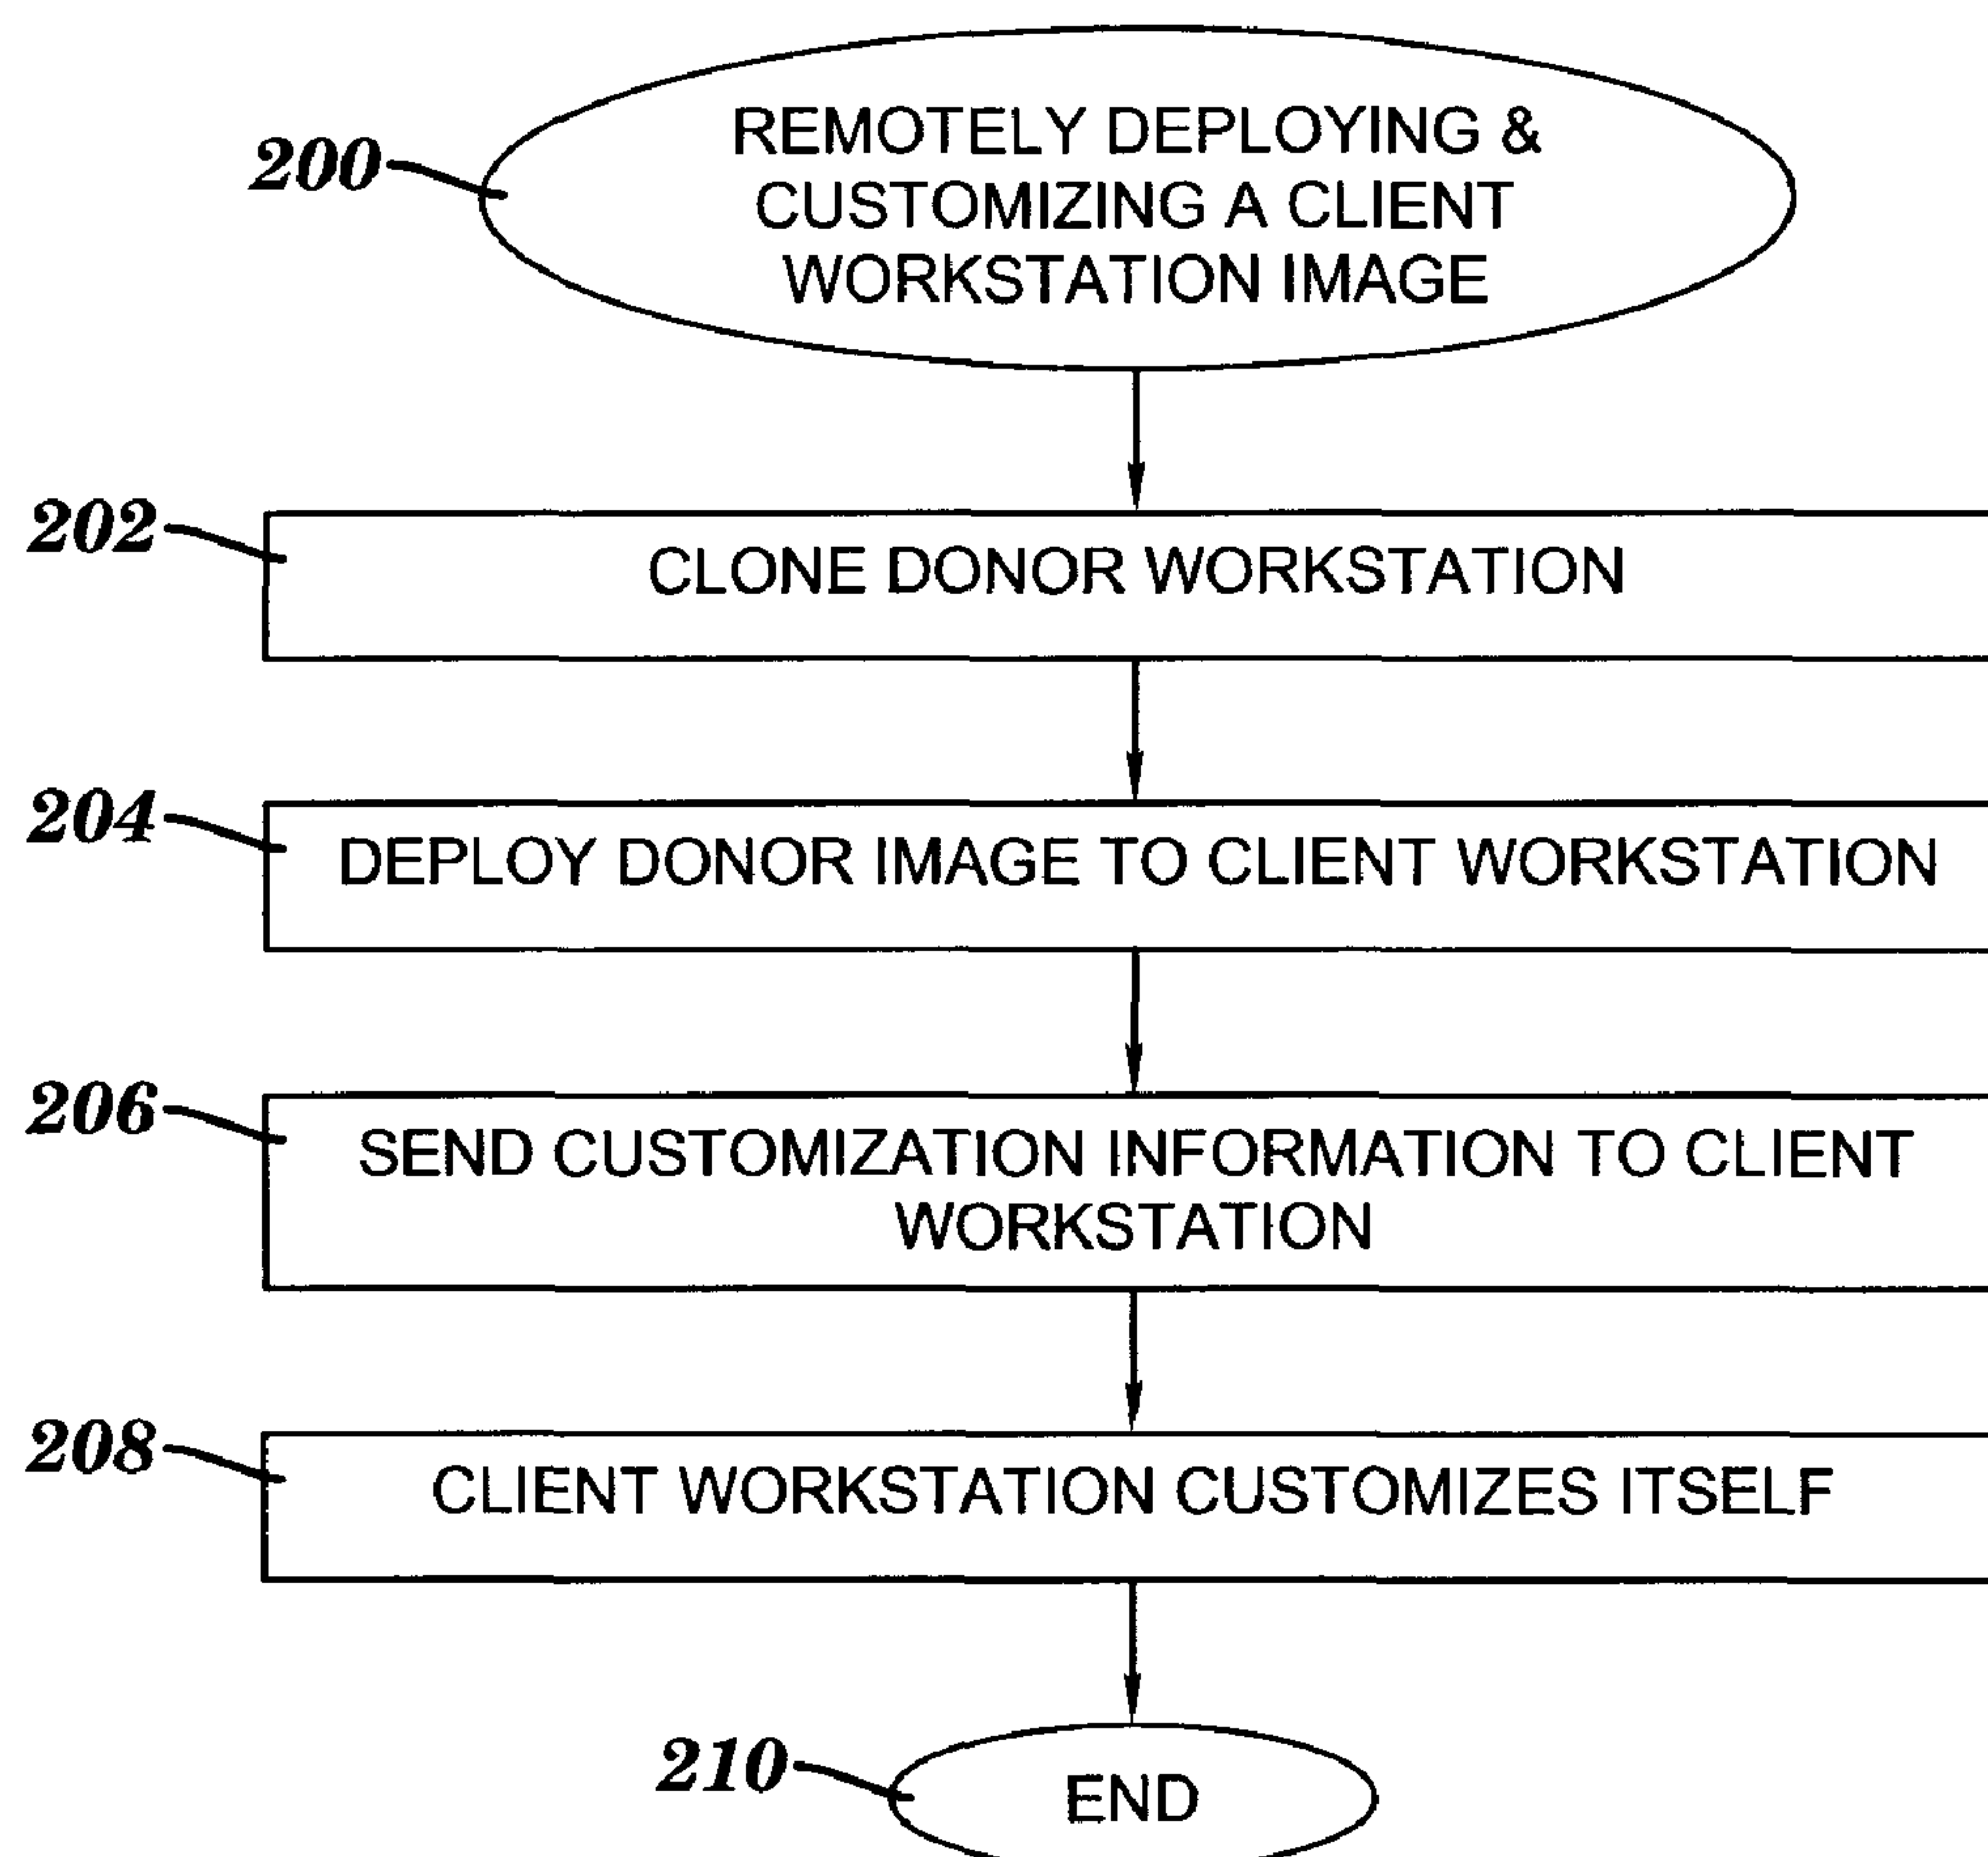 200
REMOTELY DEPLOYING &
CUSTOMIZING A CLIENT
WORKSTATION IMAGE
202
CLONE DONOR WORKSTATION
204
DEPLOY DONOR IMAGE TO CLIENT WORKSTATION
206
SEND CUSTOMIZATION INFORMATION TO CLIENT
WORKSTATION
208
CLIENT WORKSTATION CUSTOMIZES ITSELF
210
END